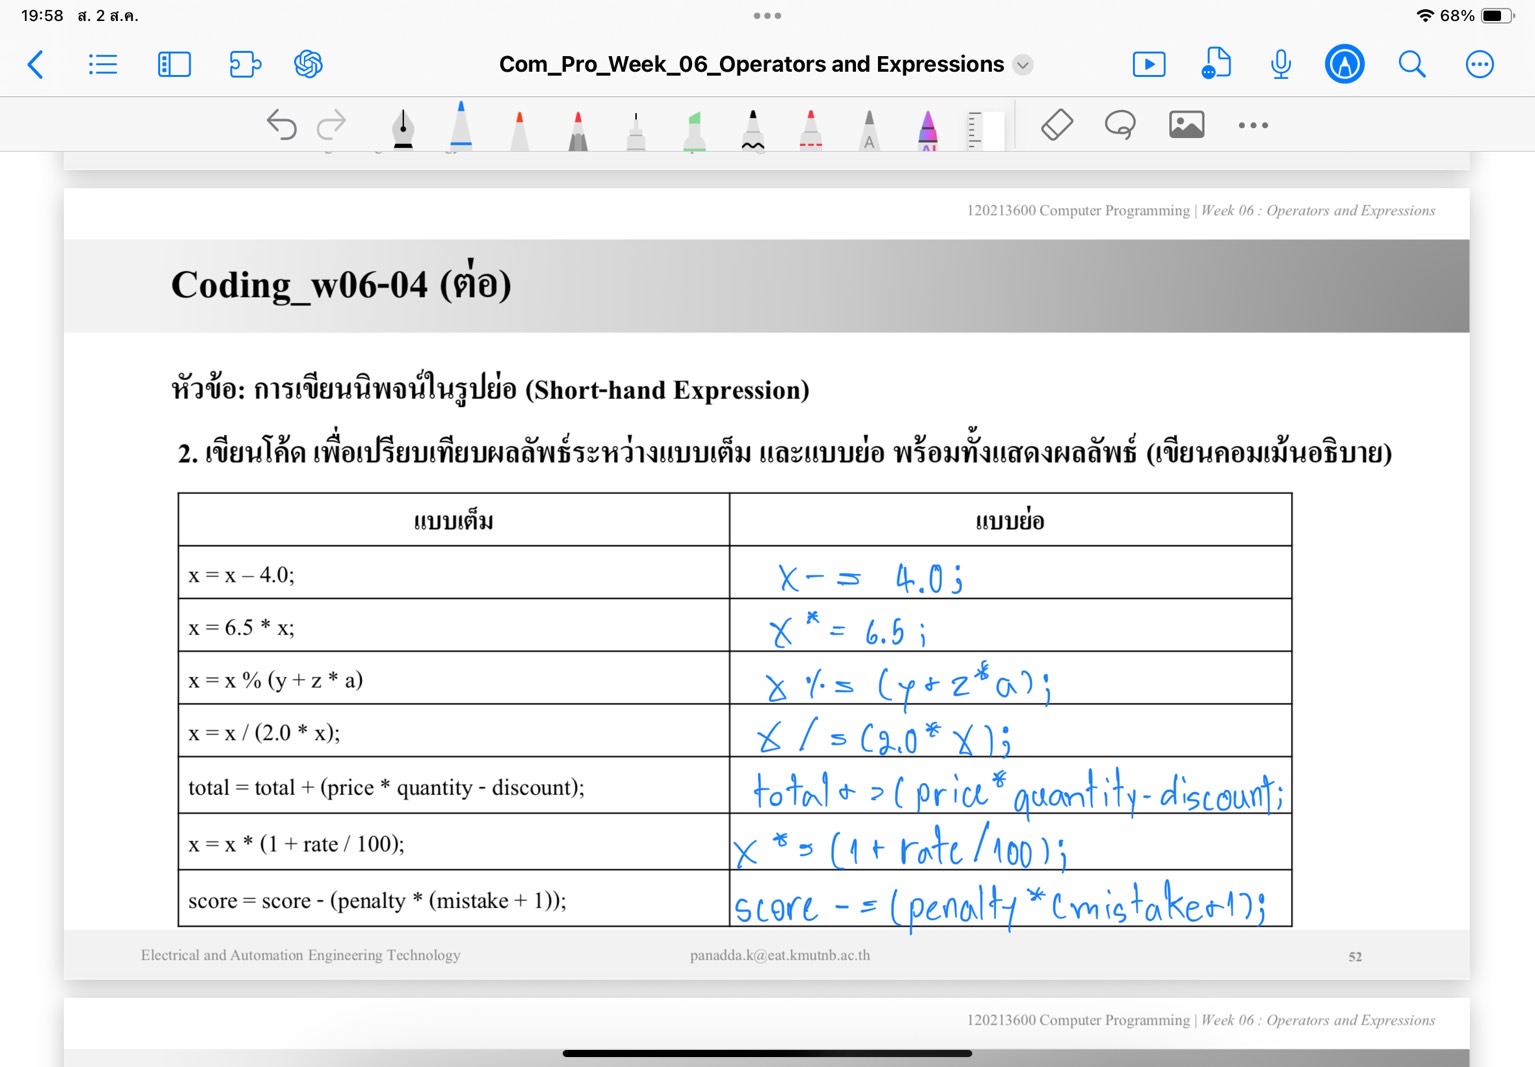 19:58 ส. 2 ส.ค.
68%
Com_Pro_Week_06_Operators and Expressions
120213600 Computer Programming | Week 06 : Operators and Expressions
Coding_w06-04 (ต่อ)
หัวข้อ: การเขียนนิพจน์ในรูปย่อ (Short-hand Expression)
2. เขียนโค้ด เพื่อเปรียบเทียบผลลัพธ์ระหว่างแบบเต็ม และแบบย่อ พร้อมทั้งแสดงผลลัพธ์ (เขียนคอมเม้นอธิบาย)
แบบเต็ม แบบย่อ
x = x – 4.0; x - = 4.0;
x = 6.5 * x; x * = 6.5 ;
x = x % (y + z * a) x % = (y + z * a);
x = x / (2.0 * x); x / = (2.0 * x);
total = total + (price * quantity - discount); total + = (price * quantity - discount;
x = x * (1 + rate / 100); x * = (1 + rate / 100);
score = score - (penalty * (mistake + 1)); score - = (penalty * (mistake + 1);
Electrical and Automation Engineering Technology panadda.k@eat.kmutnb.ac.th 52
120213600 Computer Programming | Week 06 : Operators and Expressions